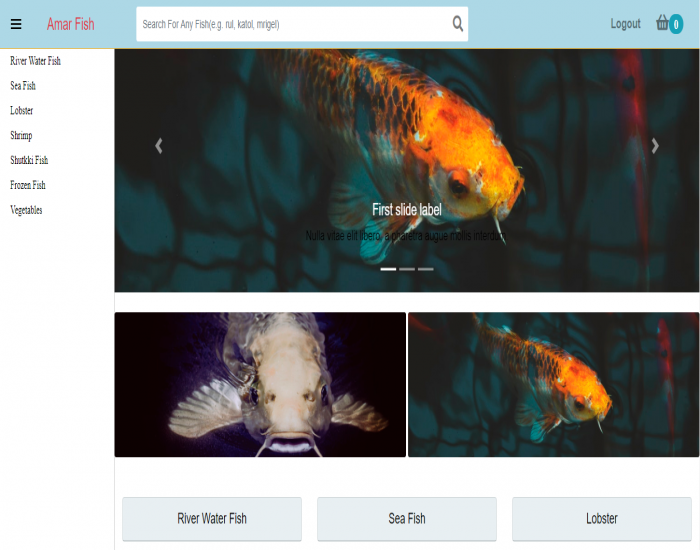 Amar Fish
Search For Any Fish(e.g. rul, katol, mrigel)
Logout
0
River Water Fish
Sea Fish
Lobster
Shrimp
Shutkki Fish
Frozen Fish
Vegetables
First slide label
Nulla vitae elit libero, a pharetra augue mollis interdum.
River Water Fish
Sea Fish
Lobster